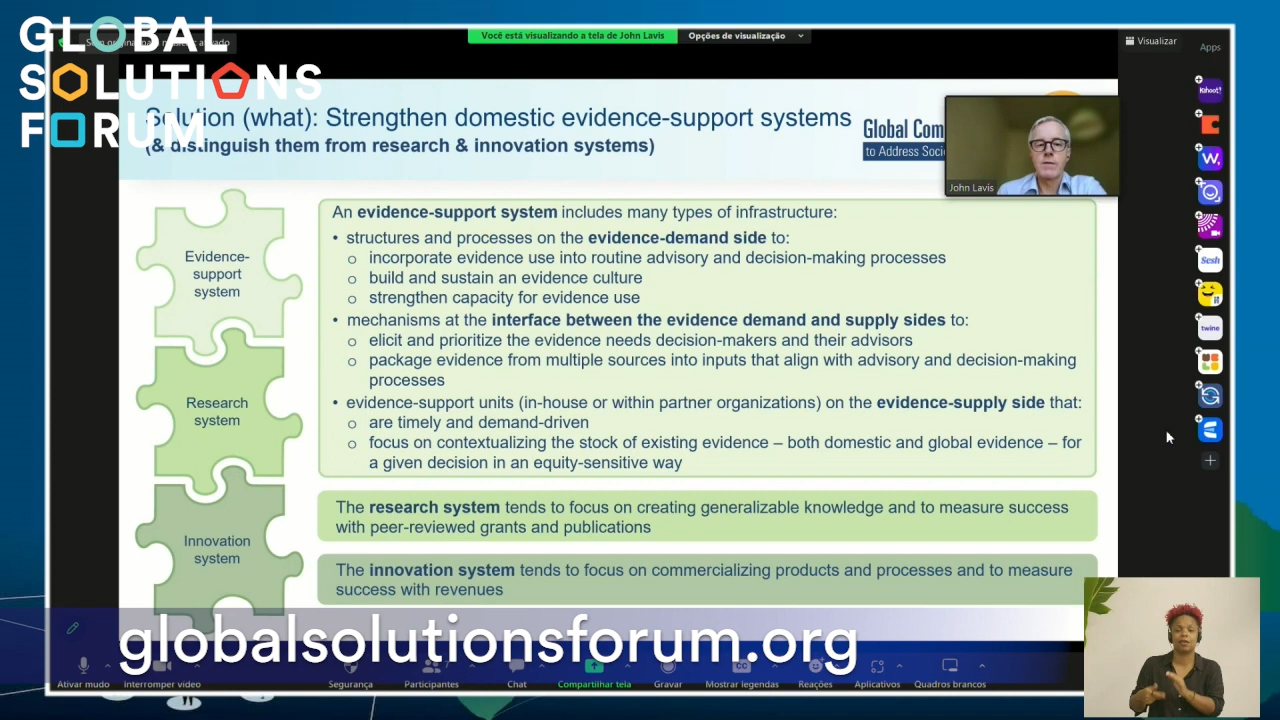 GLOBAL
SOLUTIONS
FORUM
Você está visualizando a tela de John Lavis
Opções de visualização
Visualizar
Apps
Solution (what): Strengthen domestic evidence-support systems
(& distinguish them from research & innovation systems)
Global Com
to Address Socie
John Lavis
Evidence-
support
system
Research
system
Innovation
system
An evidence-support system includes many types of infrastructure:
• structures and processes on the evidence-demand side to:
o incorporate evidence use into routine advisory and decision-making processes
o build and sustain an evidence culture
o strengthen capacity for evidence use
• mechanisms at the interface between the evidence demand and supply sides to:
o elicit and prioritize the evidence needs decision-makers and their advisors
o package evidence from multiple sources into inputs that align with advisory and decision-making
processes
• evidence-support units (in-house or within partner organizations) on the evidence-supply side that:
o are timely and demand-driven
o focus on contextualizing the stock of existing evidence – both domestic and global evidence – for
a given decision in an equity-sensitive way
The research system tends to focus on creating generalizable knowledge and to measure success
with peer-reviewed grants and publications
The innovation system tends to focus on commercializing products and processes and to measure
success with revenues
Kahoot!
W
Sesh
twine
globalsolutionsforum.org
Ativar mudo
Interromper vídeo
Segurança
Participantes
Chat
Compartilhar tela
Gravar
Mostrar legendas
Reações
Aplicativos
Quadros brancos